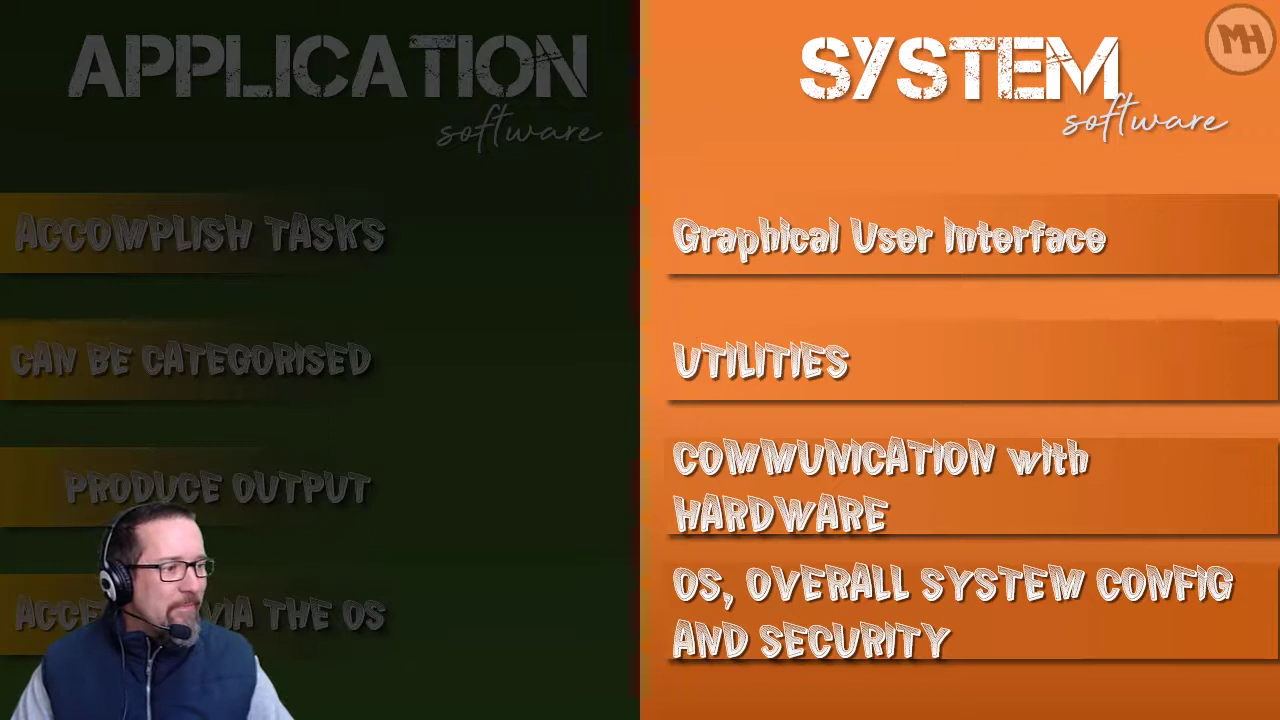 APPLICATION
software
ACCOMPLISH TASKS
CAN BE CATEGORISED
PRODUCE OUTPUT
VIA THE OS
SYSTEM
software
MH
Graphical User Interface
UTILITIES
COMMUNICATION with
HARDWARE
OS, OVERALL SYSTEM CONFIG
AND SECURITY